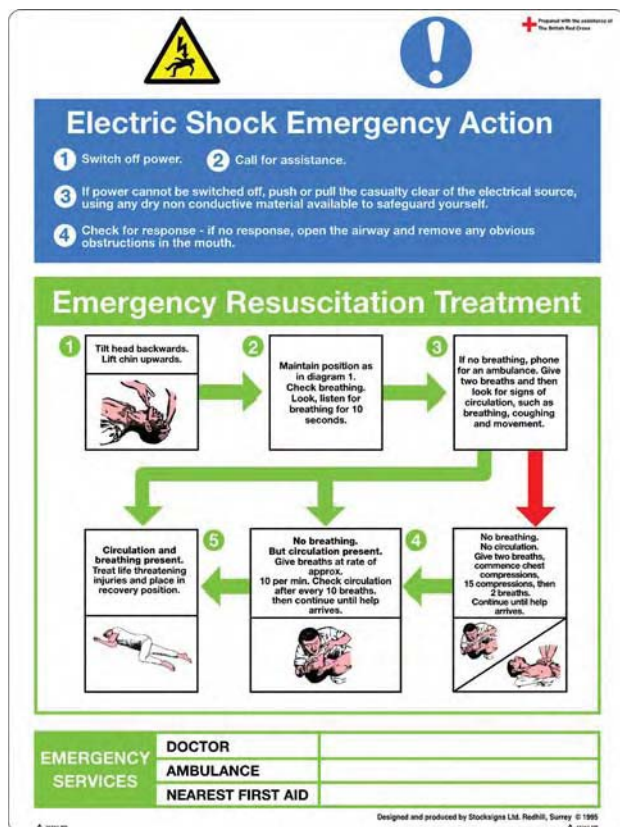 Prepared with the assistance of
The British Red Cross
Electric Shock Emergency Action
1 Switch off power.
2 Call for assistance.
3 If power cannot be switched off, push or pull the casualty clear of the electrical source,
using any dry non conductive material available to safeguard yourself.
4 Check for response - if no response, open the airway and remove any obvious
obstructions in the mouth.
Emergency Resuscitation Treatment
1
Tilt head backwards.
Lift chin upwards.
2
Maintain position as
in diagram 1.
Check breathing.
Look, listen for
breathing for 10
seconds.
3
If no breathing, phone
for an ambulance. Give
two breaths and then
look for signs of
circulation, such as
breathing, coughing
and movement.
Circulation and
breathing present.
Treat life threatening
injuries and place in
recovery position.
5
No breathing.
But circulation present.
Give breaths at rate of
approx.
10 per min. Check circulation
after every 10 breaths.
then continue until help
arrives.
4
No breathing.
No circulation.
Give two breaths,
commence chest
compressions,
15 compressions, then
2 breaths.
Continue until help
arrives.
EMERGENCY
SERVICES
DOCTOR
AMBULANCE
NEAREST FIRST AID
Designed and produced by Stocksigns Ltd. Redhill, Surrey © 1995